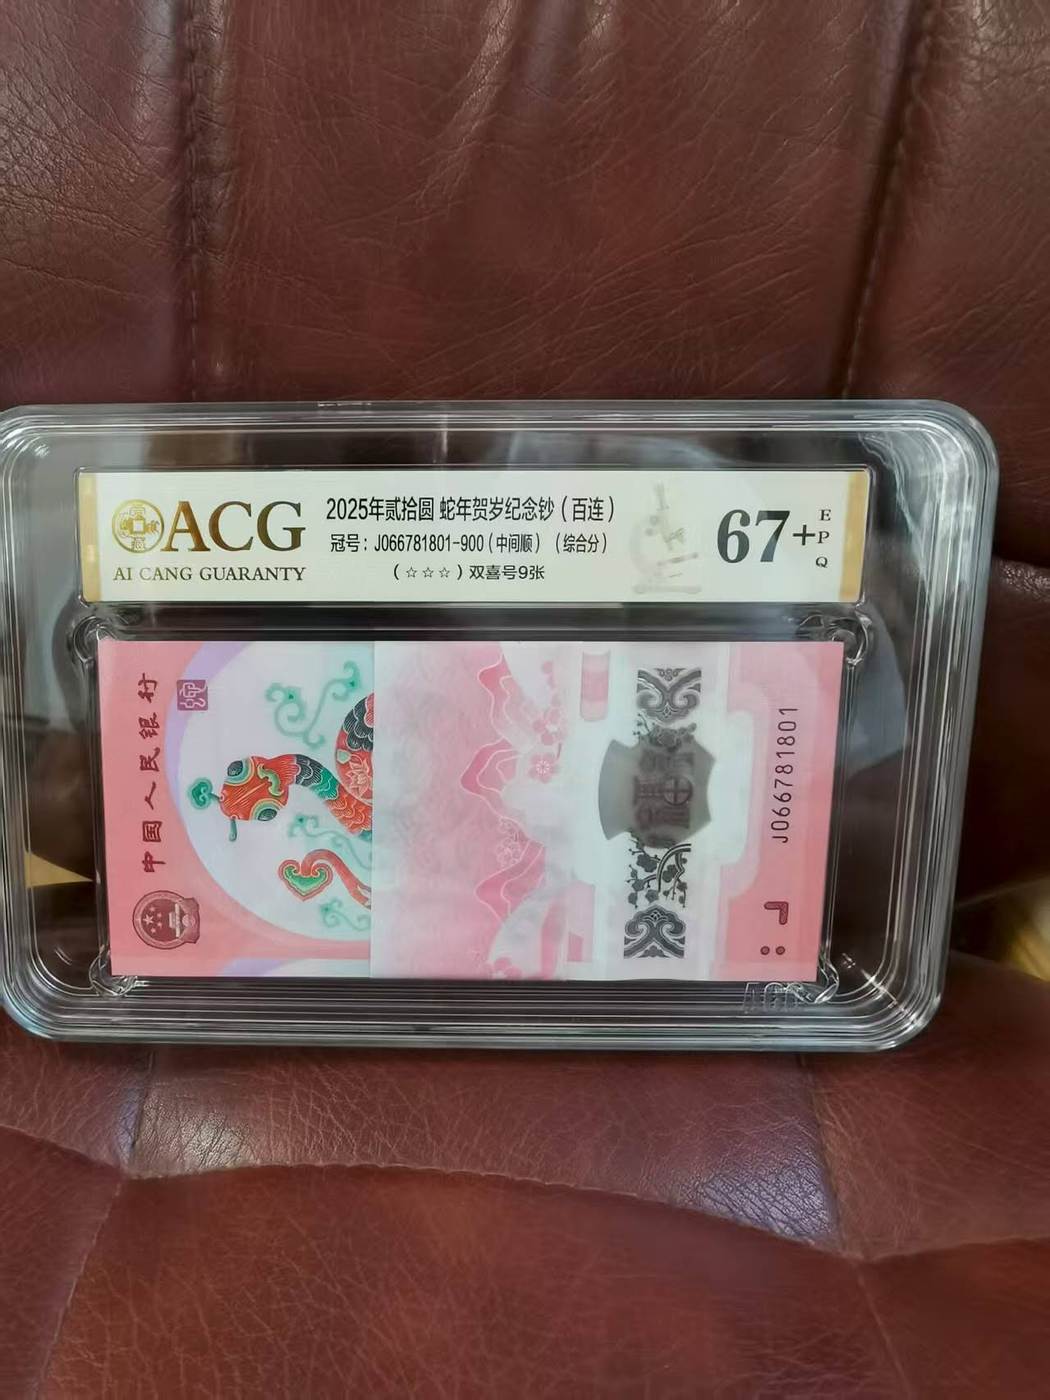 ACG
AI CANG GUARANTY
2025年贰拾圆 蛇年贺岁纪念钞(百连)
冠号: J066781801-900(中间顺) (综合分)
(☆☆☆)双喜号9张
67+
EPQ
中国人民银行
J066781801
ACG